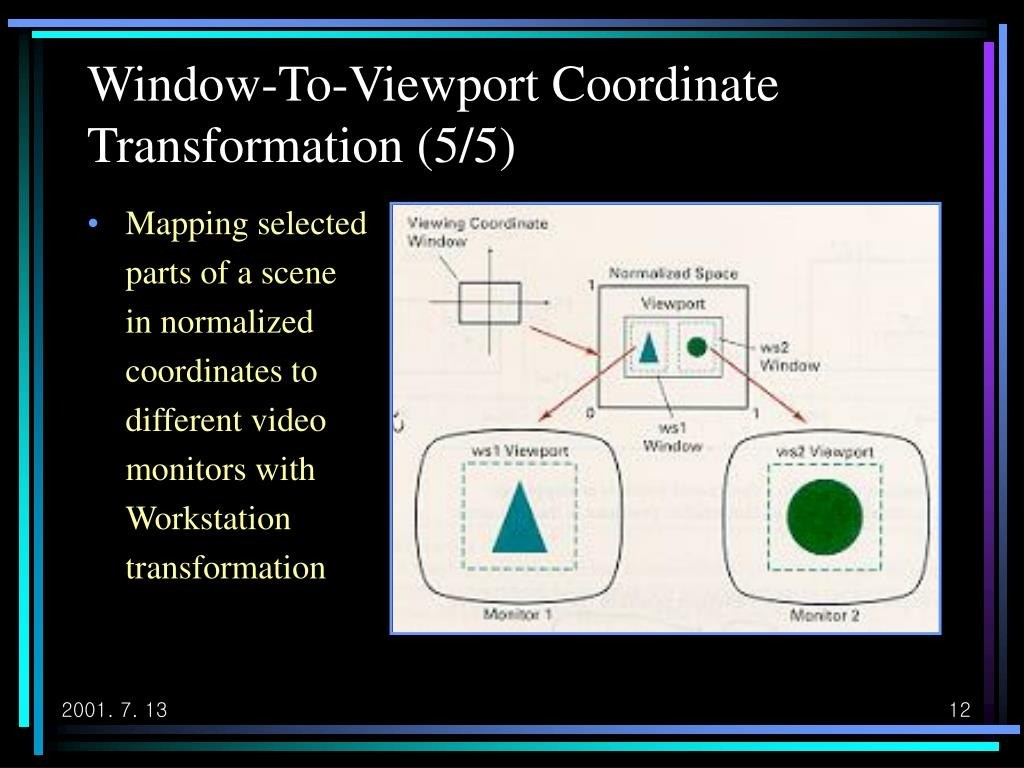 Window-To-Viewport Coordinate
Transformation (5/5)
• Mapping selected
parts of a scene
in normalized
coordinates to
different video
monitors with
Workstation
transformation
Viewing Coordinate
Window
Normalized Space
1
Viewport
ws2
Window
0
1
ws1
Window
ws1 Viewport
ws2 Viewport
Monitor 1
Monitor 2
2001. 7. 13
12